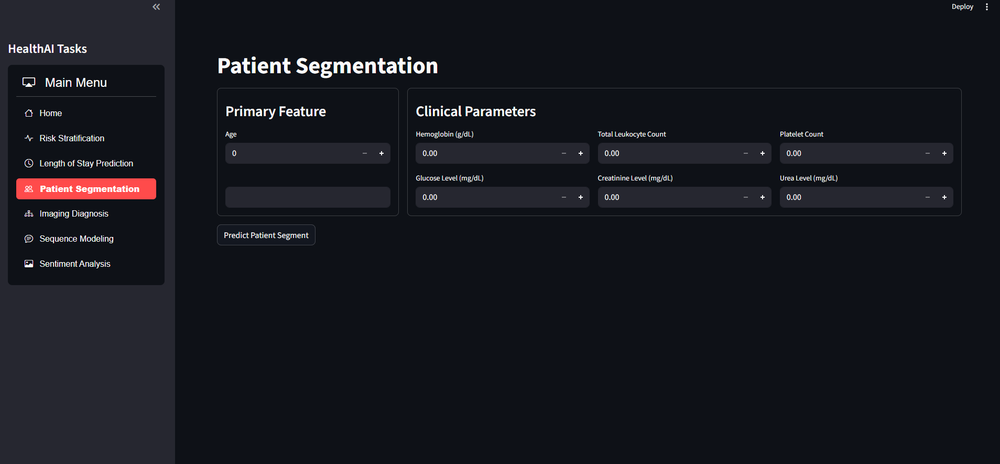 Deploy
HealthAI Tasks
Main Menu
Home
Risk Stratification
Length of Stay Prediction
Patient Segmentation
Imaging Diagnosis
Sequence Modeling
Sentiment Analysis
Patient Segmentation
Primary Feature
Age
0
Clinical Parameters
Hemoglobin (g/dL) Total Leukocyte Count Platelet Count
0.00 0.00 0.00
Glucose Level (mg/dL) Creatinine Level (mg/dL) Urea Level (mg/dL)
0.00 0.00 0.00
Predict Patient Segment